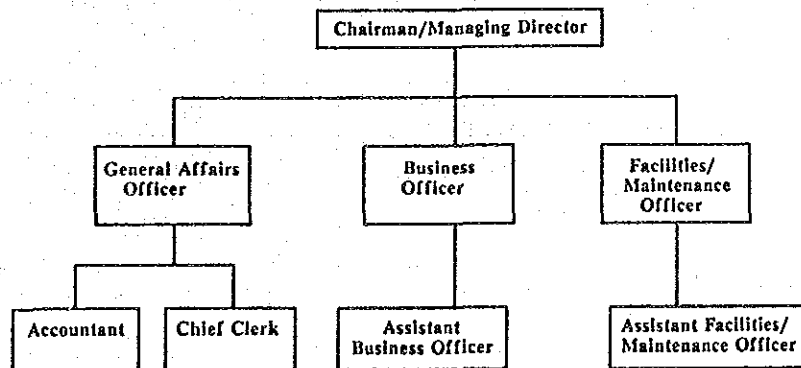 Chairman/Managing Director
General Affairs
Officer
Business
Officer
Facilities/
Maintenance
Officer
Accountant
Chief Clerk
Assistant
Business Officer
Assistant Facilities/
Maintenance Officer